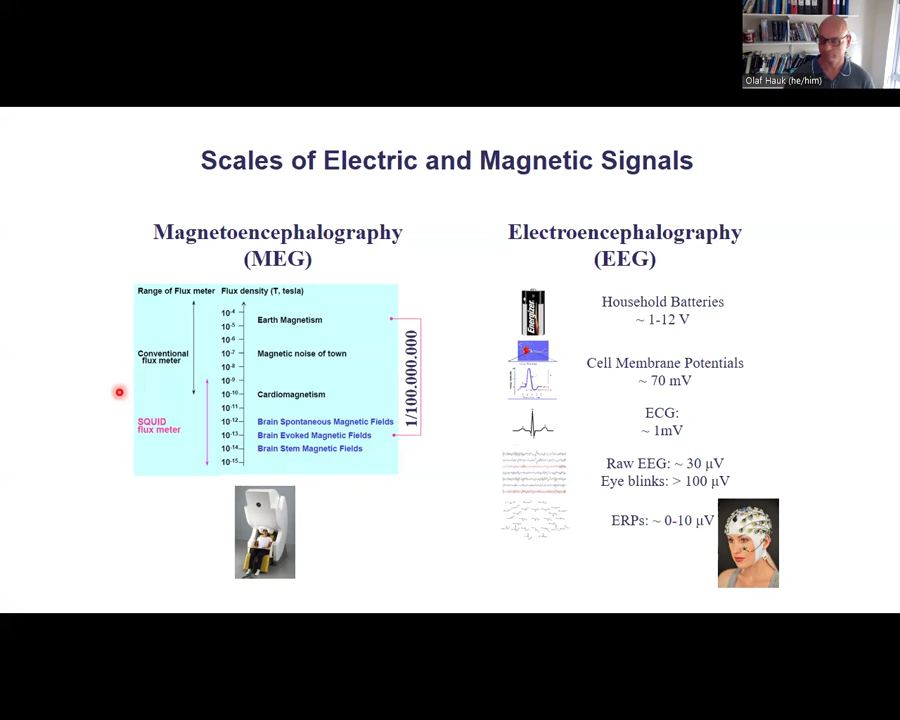 Olaf Hauk (he/him)
Scales of Electric and Magnetic Signals
Magnetoencephalography
(MEG)
Range of Flux meter
Flux density (T, tesla)
10-4
10-5
10-6
10-7
10-8
10-9
10-10
10-11
10-12
10-13
10-14
10-15
Conventional
flux meter
SQUID
flux meter
Earth Magnetism
Magnetic noise of town
Cardiomagnetism
Brain Spontaneous Magnetic Fields
Brain Evoked Magnetic Fields
Brain Stem Magnetic Fields
1/100.000.000
Electroencephalography
(EEG)
Energizer
Household Batteries
~ 1-12 V
Cell Membrane Potentials
~ 70 mV
ECG:
~ 1mV
Raw EEG: ~ 30 µV
Eye blinks: > 100 µV
ERPs: ~ 0-10 µV